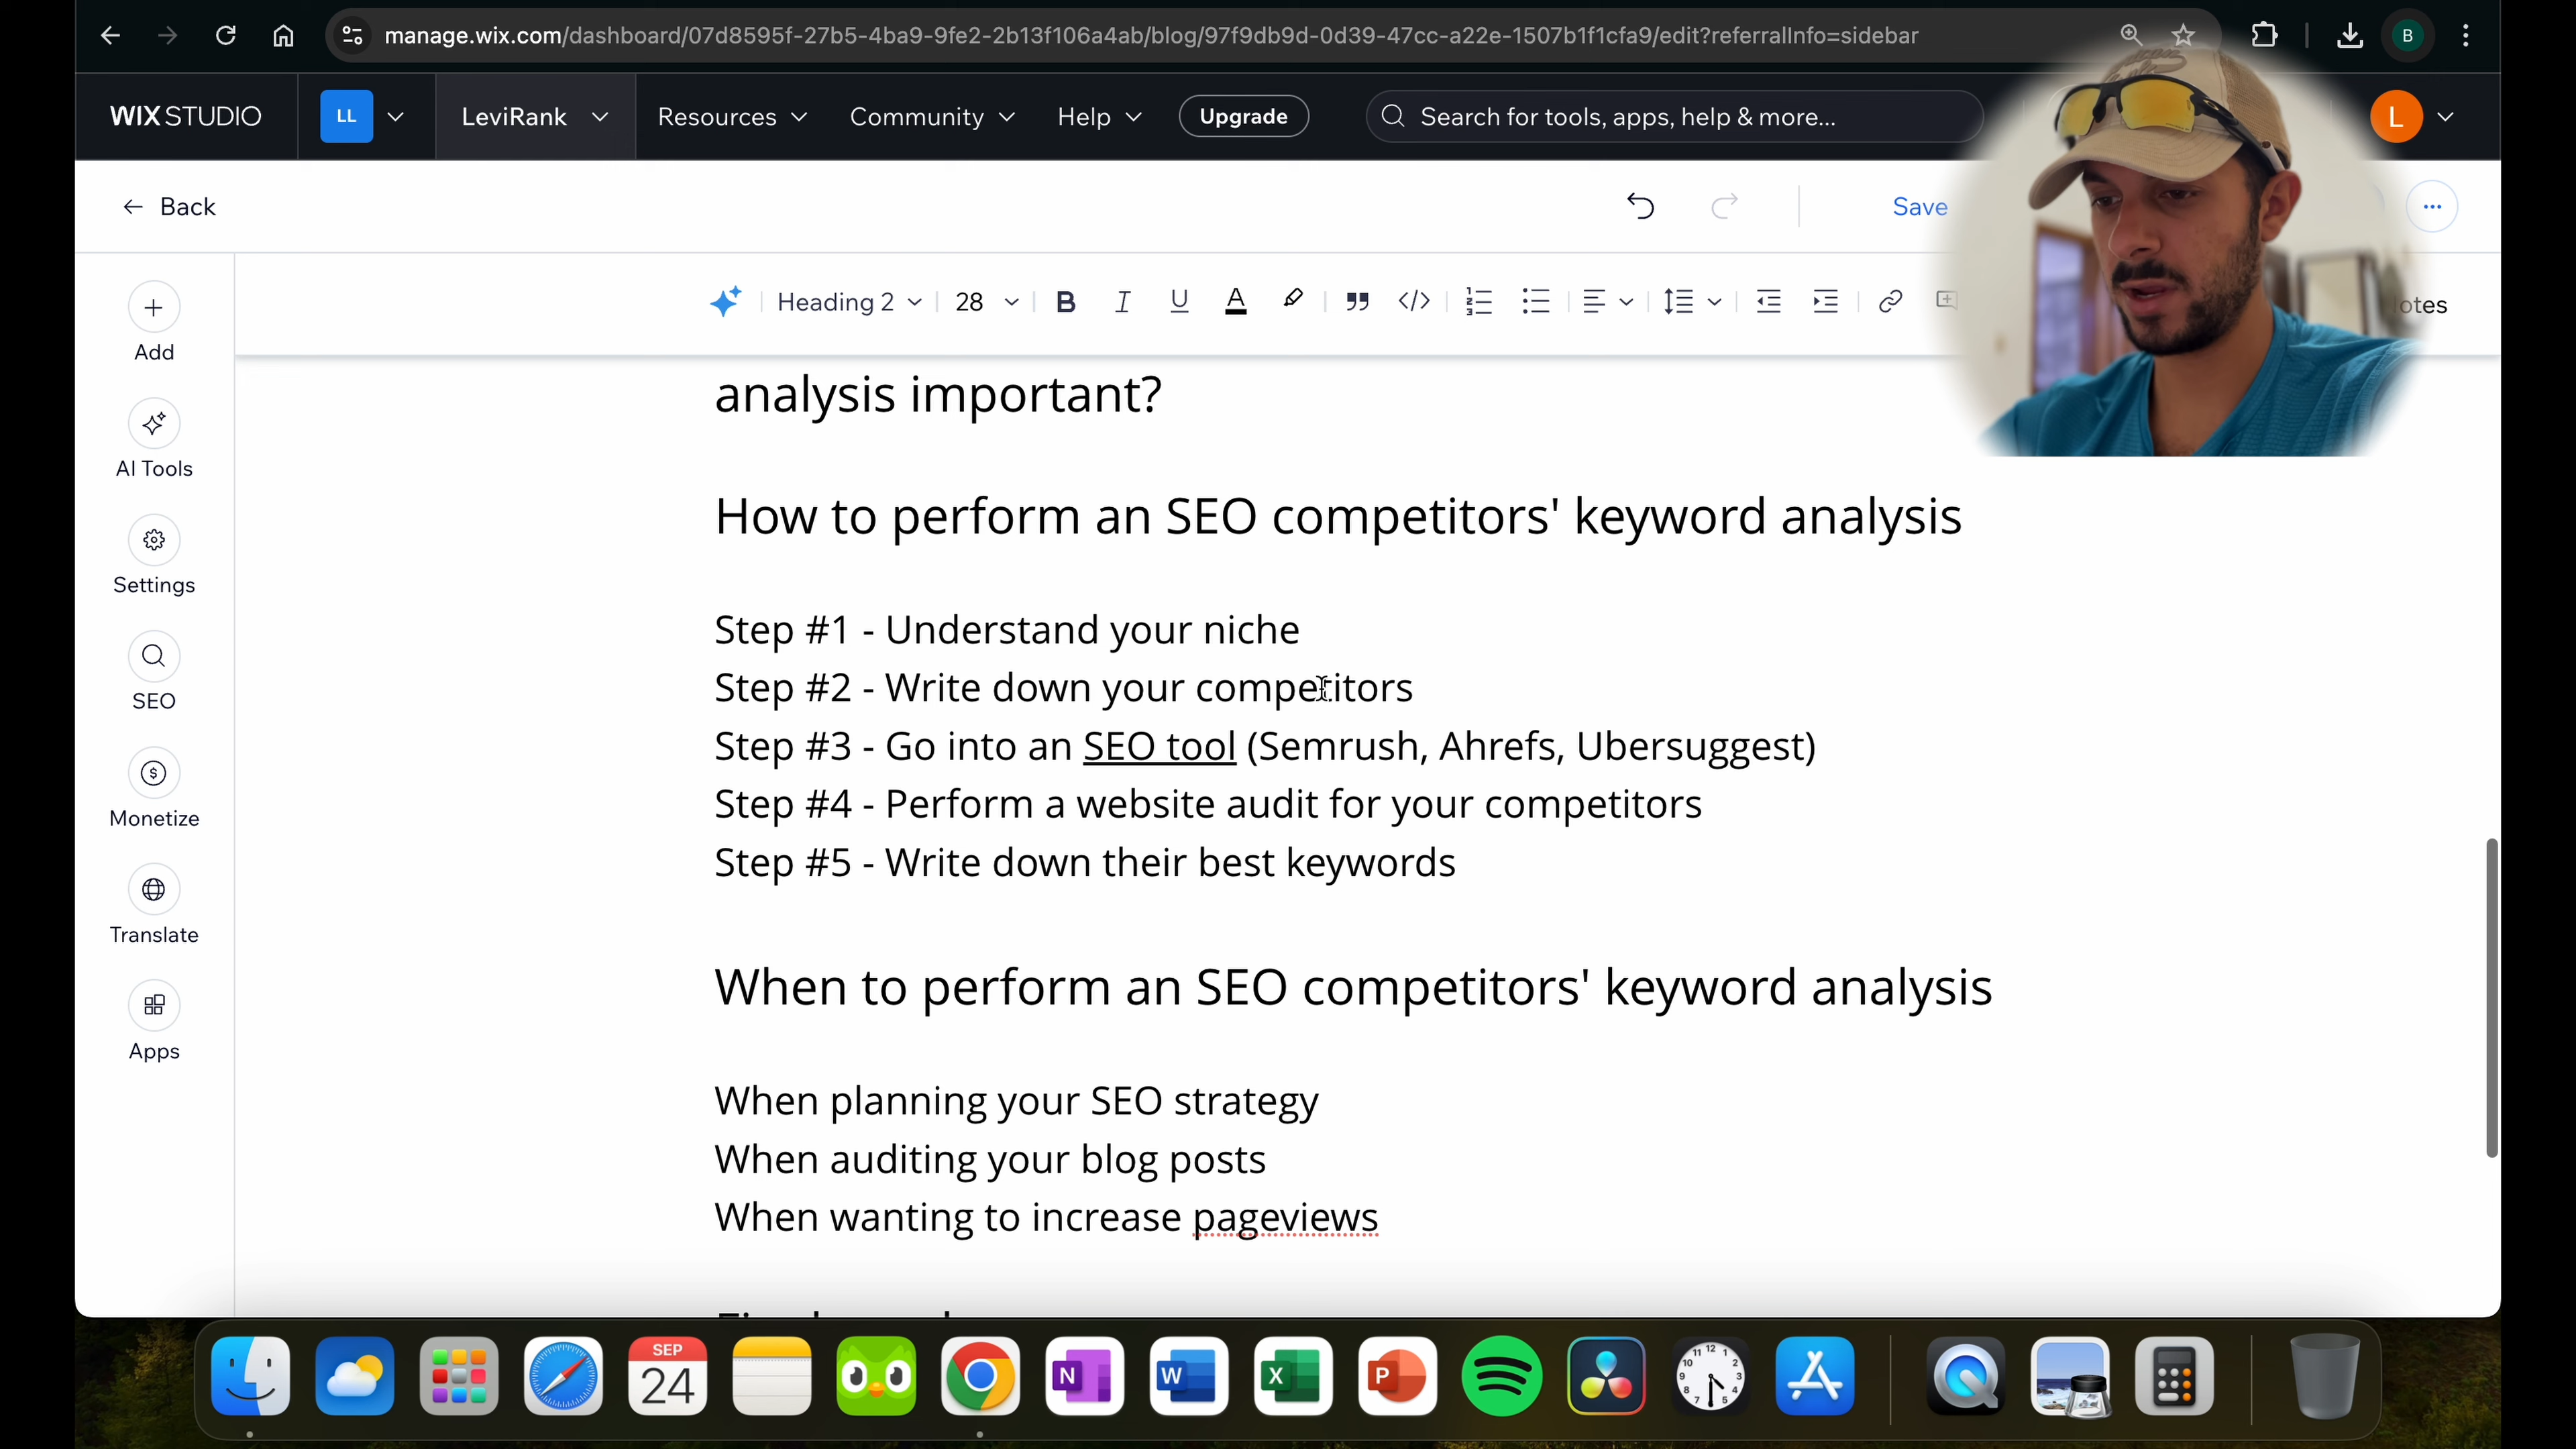 manage.wix.com/dashboard/07d8595f-27b5-4ba9-9fe2-2b13f106a4ab/blog/97f9db9d-0d39-47cc-a22e-1507b1f1cfa9/edit?referralInfo=sidebar
B
WIX STUDIO
LL
LeviRank
Resources
Community
Help
Upgrade
Search for tools, apps, help & more...
L
Back
Save
Heading 2
28
B
I
U
A
Add
AI Tools
Settings
SEO
Monetize
Translate
Apps
analysis important?
How to perform an SEO competitors' keyword analysis
Step #1 - Understand your niche
Step #2 - Write down your competitors
Step #3 - Go into an SEO tool (Semrush, Ahrefs, Ubersuggest)
Step #4 - Perform a website audit for your competitors
Step #5 - Write down their best keywords
When to perform an SEO competitors' keyword analysis
When planning your SEO strategy
When auditing your blog posts
When wanting to increase pageviews
SEP
24
N
W
X
P